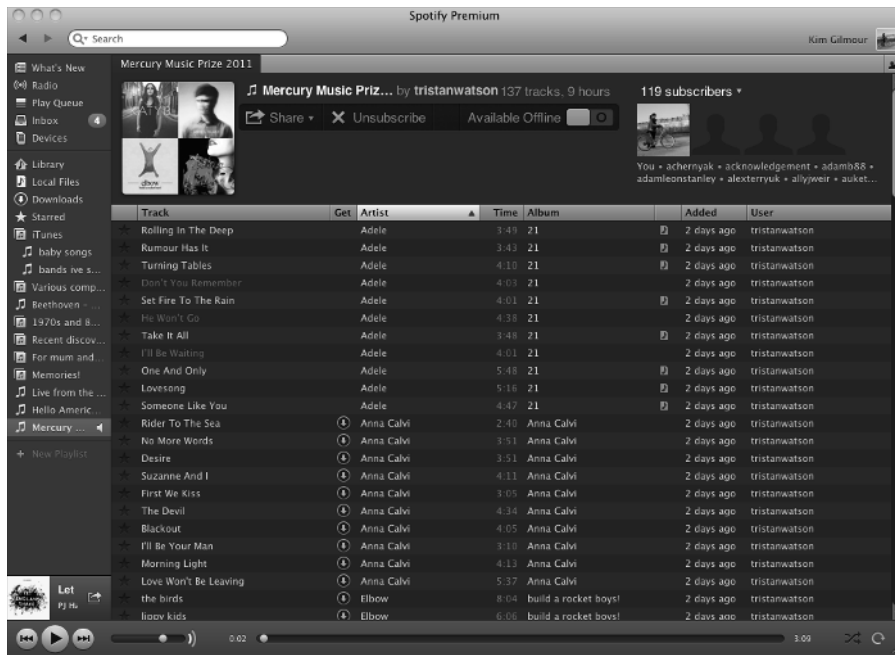 Spotify Premium
Search
Kim Gilmour
What's New
Radio
Play Queue
Inbox 4
Devices
Library
Local Files
Downloads
Starred
iTunes
baby songs
bands ive s...
Various comp...
Beethoven - ...
1970s and 8...
Recent discov...
For mum and...
Memories!
Live from the ...
Hello Americ...
Mercury ...
+ New Playlist
Let
PJ Ha
Mercury Music Prize 2011
Mercury Music Priz... by tristanwatson 137 tracks, 9 hours
Share
Unsubscribe
Available Offline
119 subscribers
You • achernyak • acknowledgement • adamb88 •
adamleonstanley • alexterryuk • allyjweir • auket...
Track Get Artist Time Album Added User
Rolling In The Deep Adele 3:49 21 2 days ago tristanwatson
Rumour Has It Adele 3:43 21 2 days ago tristanwatson
Turning Tables Adele 4:10 21 2 days ago tristanwatson
Don't You Remember Adele 4:03 21 2 days ago tristanwatson
Set Fire To The Rain Adele 4:01 21 2 days ago tristanwatson
He Won't Go Adele 4:38 21 2 days ago tristanwatson
Take It All Adele 3:48 21 2 days ago tristanwatson
I'll Be Waiting Adele 4:01 21 2 days ago tristanwatson
One And Only Adele 5:48 21 2 days ago tristanwatson
Lovesong Adele 5:16 21 2 days ago tristanwatson
Someone Like You Adele 4:47 21 2 days ago tristanwatson
Rider To The Sea Anna Calvi 2:40 Anna Calvi 2 days ago tristanwatson
No More Words Anna Calvi 3:51 Anna Calvi 2 days ago tristanwatson
Desire Anna Calvi 3:51 Anna Calvi 2 days ago tristanwatson
Suzanne And I Anna Calvi 4:11 Anna Calvi 2 days ago tristanwatson
First We Kiss Anna Calvi 3:05 Anna Calvi 2 days ago tristanwatson
The Devil Anna Calvi 4:34 Anna Calvi 2 days ago tristanwatson
Blackout Anna Calvi 4:05 Anna Calvi 2 days ago tristanwatson
I'll Be Your Man Anna Calvi 3:10 Anna Calvi 2 days ago tristanwatson
Morning Light Anna Calvi 4:13 Anna Calvi 2 days ago tristanwatson
Love Won't Be Leaving Anna Calvi 5:37 Anna Calvi 2 days ago tristanwatson
the birds Elbow 8:04 build a rocket boys! 2 days ago tristanwatson
lippy kids Elbow 6:06 build a rocket boys! 2 days ago tristanwatson
0:02 3:09